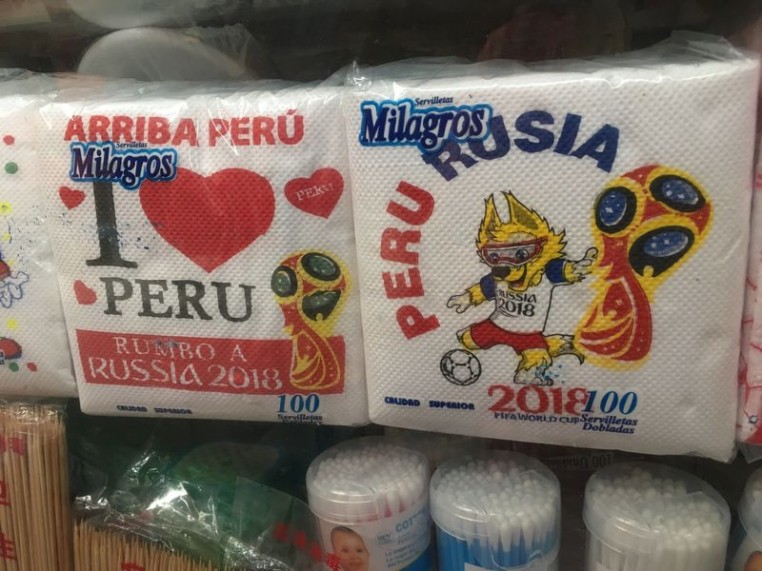 ARRIBA PERÚ
Servilletas
Milagros
I
PERU
PERU
RUMBO A
RUSSIA 2018
CALIDAD SUPERIOR
100
Servilletas
Servilletas
Milagros
PERU RUSIA
RUSSIA
2018
CALIDAD SUPERIOR
2018
FIFA WORLD CUP
100
Servilletas
Dobladas